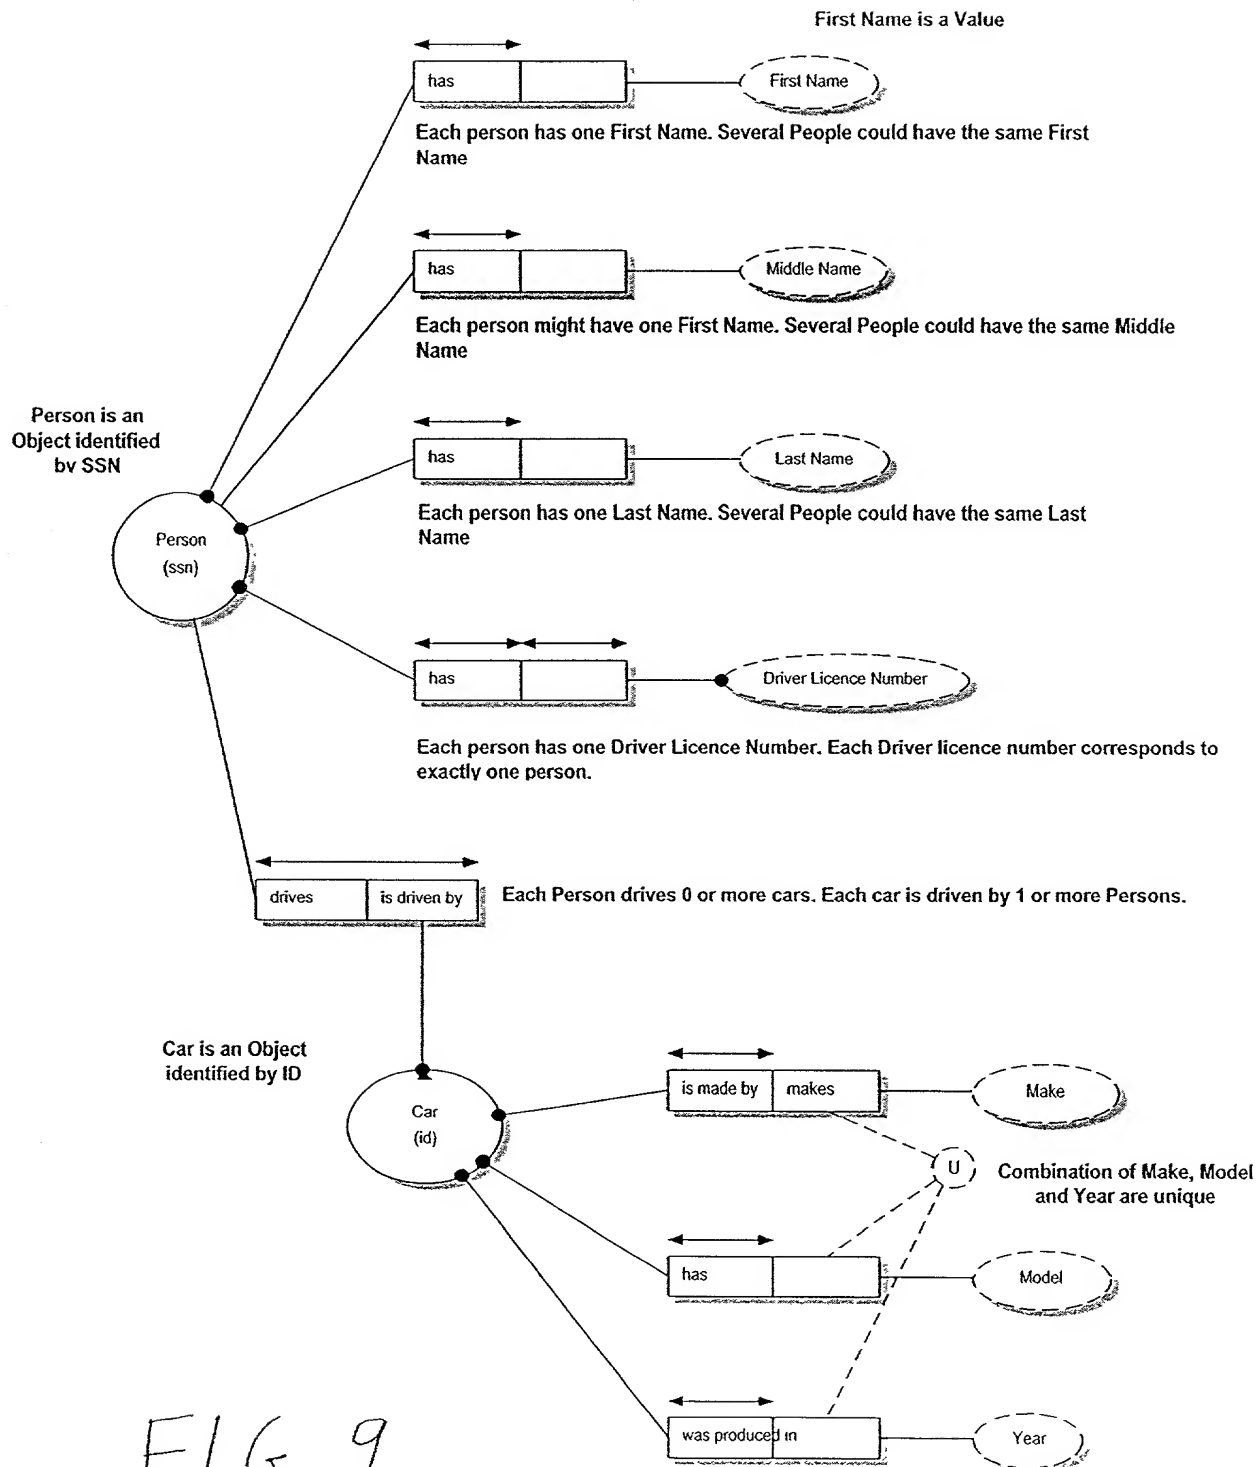 First Name is a Value
has
First Name
Each person has one First Name. Several People could have the same First
Name
has
Middle Name
Each person might have one First Name. Several People could have the same Middle
Name
Person is an
Object identified
by SSN
has
Last Name
Each person has one Last Name. Several People could have the same Last
Name
Person
(ssn)
has
Driver Licence Number
Each person has one Driver Licence Number. Each Driver licence number corresponds to
exactly one person.
drives
is driven by
Each Person drives 0 or more cars. Each car is driven by 1 or more Persons.
Car is an Object
identified by ID
Car
(id)
is made by
makes
Make
U
Combination of Make, Model
and Year are unique
has
Model
was produced in
Year
FIG 9